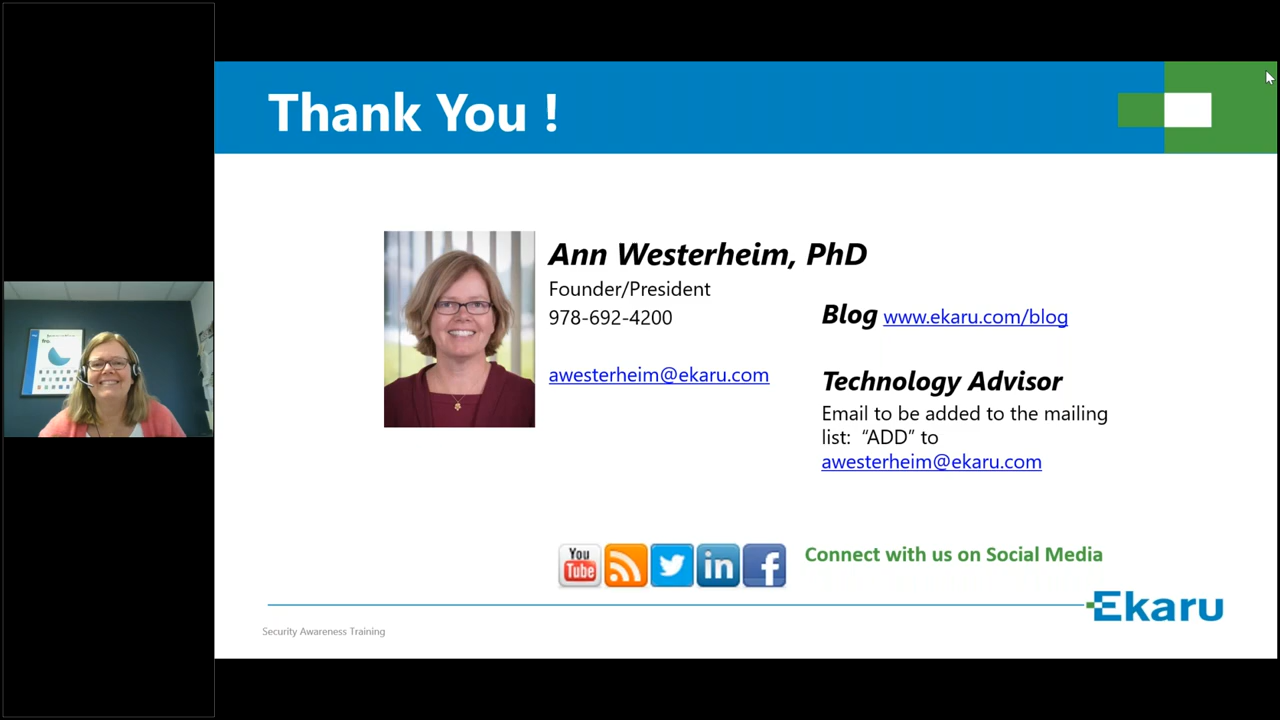 Thank You !
Ann Westerheim, PhD
Founder/President
978-692-4200
awesterheim@ekaru.com
Blog www.ekaru.com/blog
Technology Advisor
Email to be added to the mailing
list: “ADD” to
awesterheim@ekaru.com
You
Tube
in
f
Connect with us on Social Media
Ekaru
Security Awareness Training